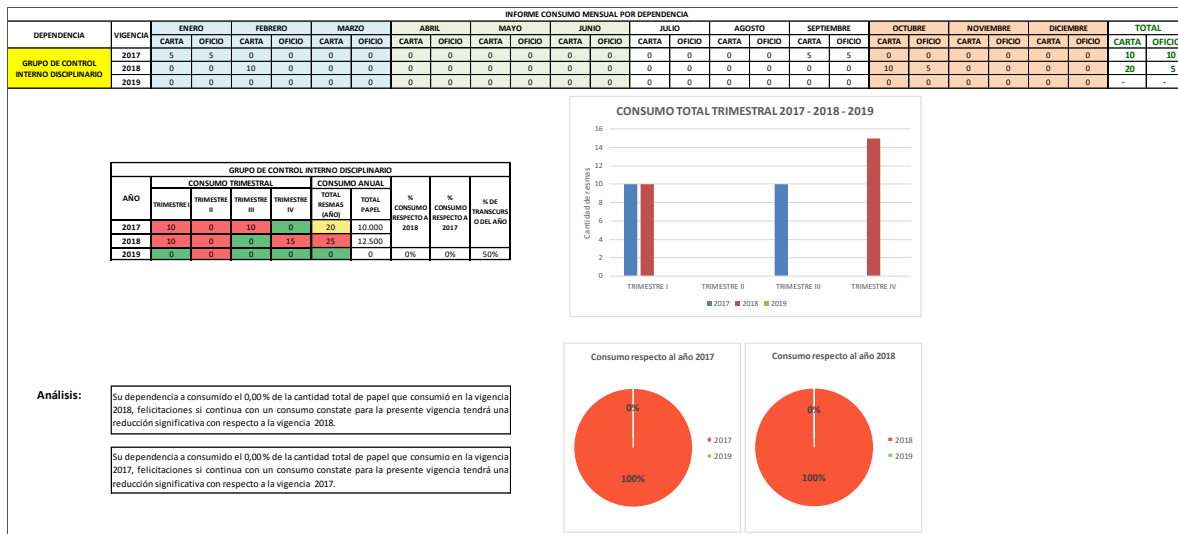 INFORME CONSUMO MENSUAL POR DEPENDENCIA
DEPENDENCIA VIGENCIA ENERO FEBRERO MARZO ABRIL MAYO JUNIO JULIO AGOSTO SEPTIEMBRE OCTUBRE NOVIEMBRE DICIEMBRE TOTAL
CARTA OFICIO CARTA OFICIO CARTA OFICIO CARTA OFICIO CARTA OFICIO CARTA OFICIO CARTA OFICIO CARTA OFICIO CARTA OFICIO CARTA OFICIO CARTA OFICIO CARTA OFICIO CARTA OFICIO
GRUPO DE CONTROL
INTERNO DISCIPLINARIO
2017 5 5 0 0 0 0 0 0 0 0 0 0 0 0 0 0 5 5 0 0 0 0 0 0 10 10
2018 0 0 10 0 0 0 0 0 0 0 0 0 0 0 0 0 0 0 10 5 0 0 0 0 20 5
2019 0 0 0 0 0 0 0 0 0 0 0 0 0 0 0 0 0 0 0 0 0 0 0 0 - -
GRUPO DE CONTROL INTERNO DISCIPLINARIO
AÑO
CONSUMO TRIMESTRAL CONSUMO ANUAL
TRIMESTRE I
TRIMESTRE
II
TRIMESTRE
III
TRIMESTRE
IV
TOTAL
RESMAS
(AÑO)
TOTAL
PAPEL
%
CONSUMO
RESPECTO A
2018
%
CONSUMO
RESPECTO A
2017
% DE
TRANSCURS
O DEL AÑO
2017 10 0 10 0 20 10.000
2018 10 0 0 15 25 12.500
2019 0 0 0 0 0 0 0% 0% 50%
CONSUMO TOTAL TRIMESTRAL 2017 - 2018 - 2019
Cantidad de resmas
16
14
12
10
8
6
4
2
0
TRIMESTRE I TRIMESTRE II TRIMESTRE III TRIMESTRE IV
2017 2018 2019
Análisis:
Su dependencia a consumido el 0,00 % de la cantidad total de papel que consumió en la vigencia
2018, felicitaciones si continua con un consumo constate para la presente vigencia tendrá una
reducción significativa con respecto a la vigencia 2018.
Su dependencia a consumido el 0,00 % de la cantidad total de papel que consumio en la vigencia
2017, felicitaciones si continua con un consumo constate para la presente vigencia tendrá una
reducción significativa con respecto a la vigencia 2017.
Consumo respecto al año 2017
0%
100%
2017
2019
Consumo respecto al año 2018
0%
100%
2018
2019